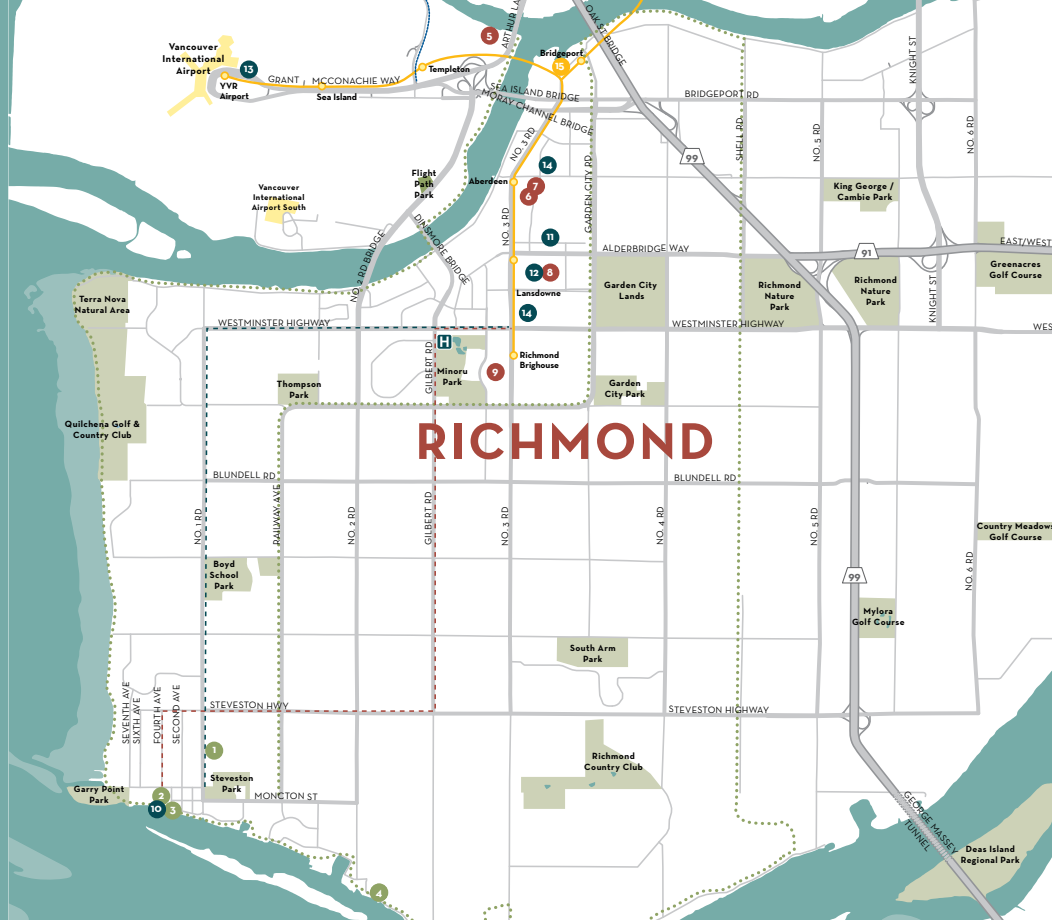 ARTHUR LA
OAK ST BRIDGE
5
Vancouver
International
Airport
13
YVR
Airport
GRANT
MCCONACHIE WAY
Sea Island
Templeton
Bridgeport
15
SEA ISLAND BRIDGE
MORAY CHANNEL BRIDGE
BRIDGEPORT RD
KNIGHT ST
NO. 6 RD
NO. 5 RD
SHELL RD
99
NO. 3 RD
14
GARDEN CITY RD
Aberdeen
7
6
Flight
Path
Park
Vancouver
International
Airport South
King George /
Cambie Park
NO. 3 RD
11
DINSMORE BRIDGE
NO. 2 RD BRIDGE
ALDERBRIDGE WAY
91
EAST/WEST
Greenacres
Golf Course
12
8
Lansdowne
Garden City
Lands
Richmond
Nature
Park
Richmond
Nature
Park
KNIGHT ST
Terra Nova
Natural Area
14
WESTMINSTER HIGHWAY
WESTMINSTER HIGHWAY
WES
H
Richmond
Brighouse
GILBERT RD
Minoru
Park
9
Thompson
Park
Garden
City Park
Quilchena Golf &
Country Club
RICHMOND
BLUNDELL RD
BLUNDELL RD
NO. 1 RD
RAILWAY AVE
NO. 2 RD
GILBERT RD
NO. 3 RD
NO. 4 RD
NO. 5 RD
Country Meadows
Golf Course
NO. 6 RD
Boyd
School
Park
99
Mylora
Golf Course
South Arm
Park
SEVENTH AVE
SIXTH AVE
FOURTH AVE
SECOND AVE
STEVESTON HWY
STEVESTON HIGHWAY
1
Richmond
Country Club
Steveston
Park
Garry Point
Park
2
10
3
MONCTON ST
GEORGE MASSEY
TUNNEL
Deas Island
Regional Park
4